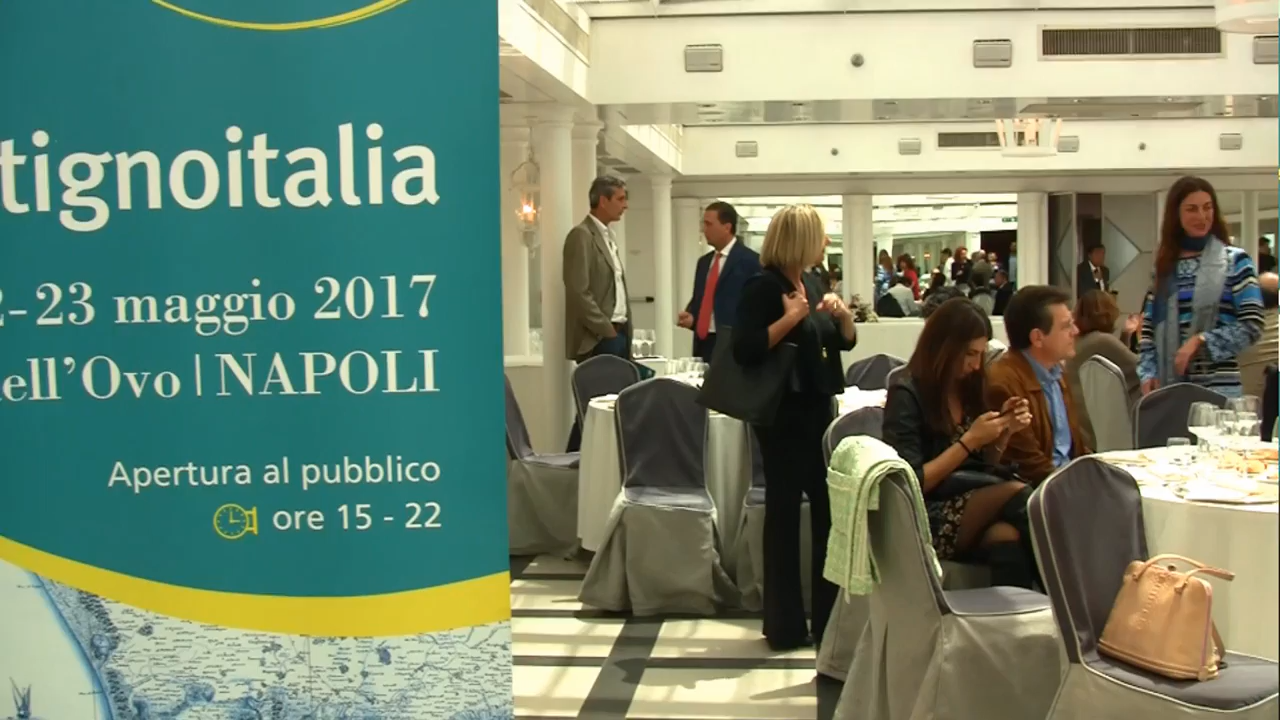 tignoitalia
2-23 maggio 2017
ell'Ovo | NAPOLI
Apertura al pubblico
ore 15 - 22